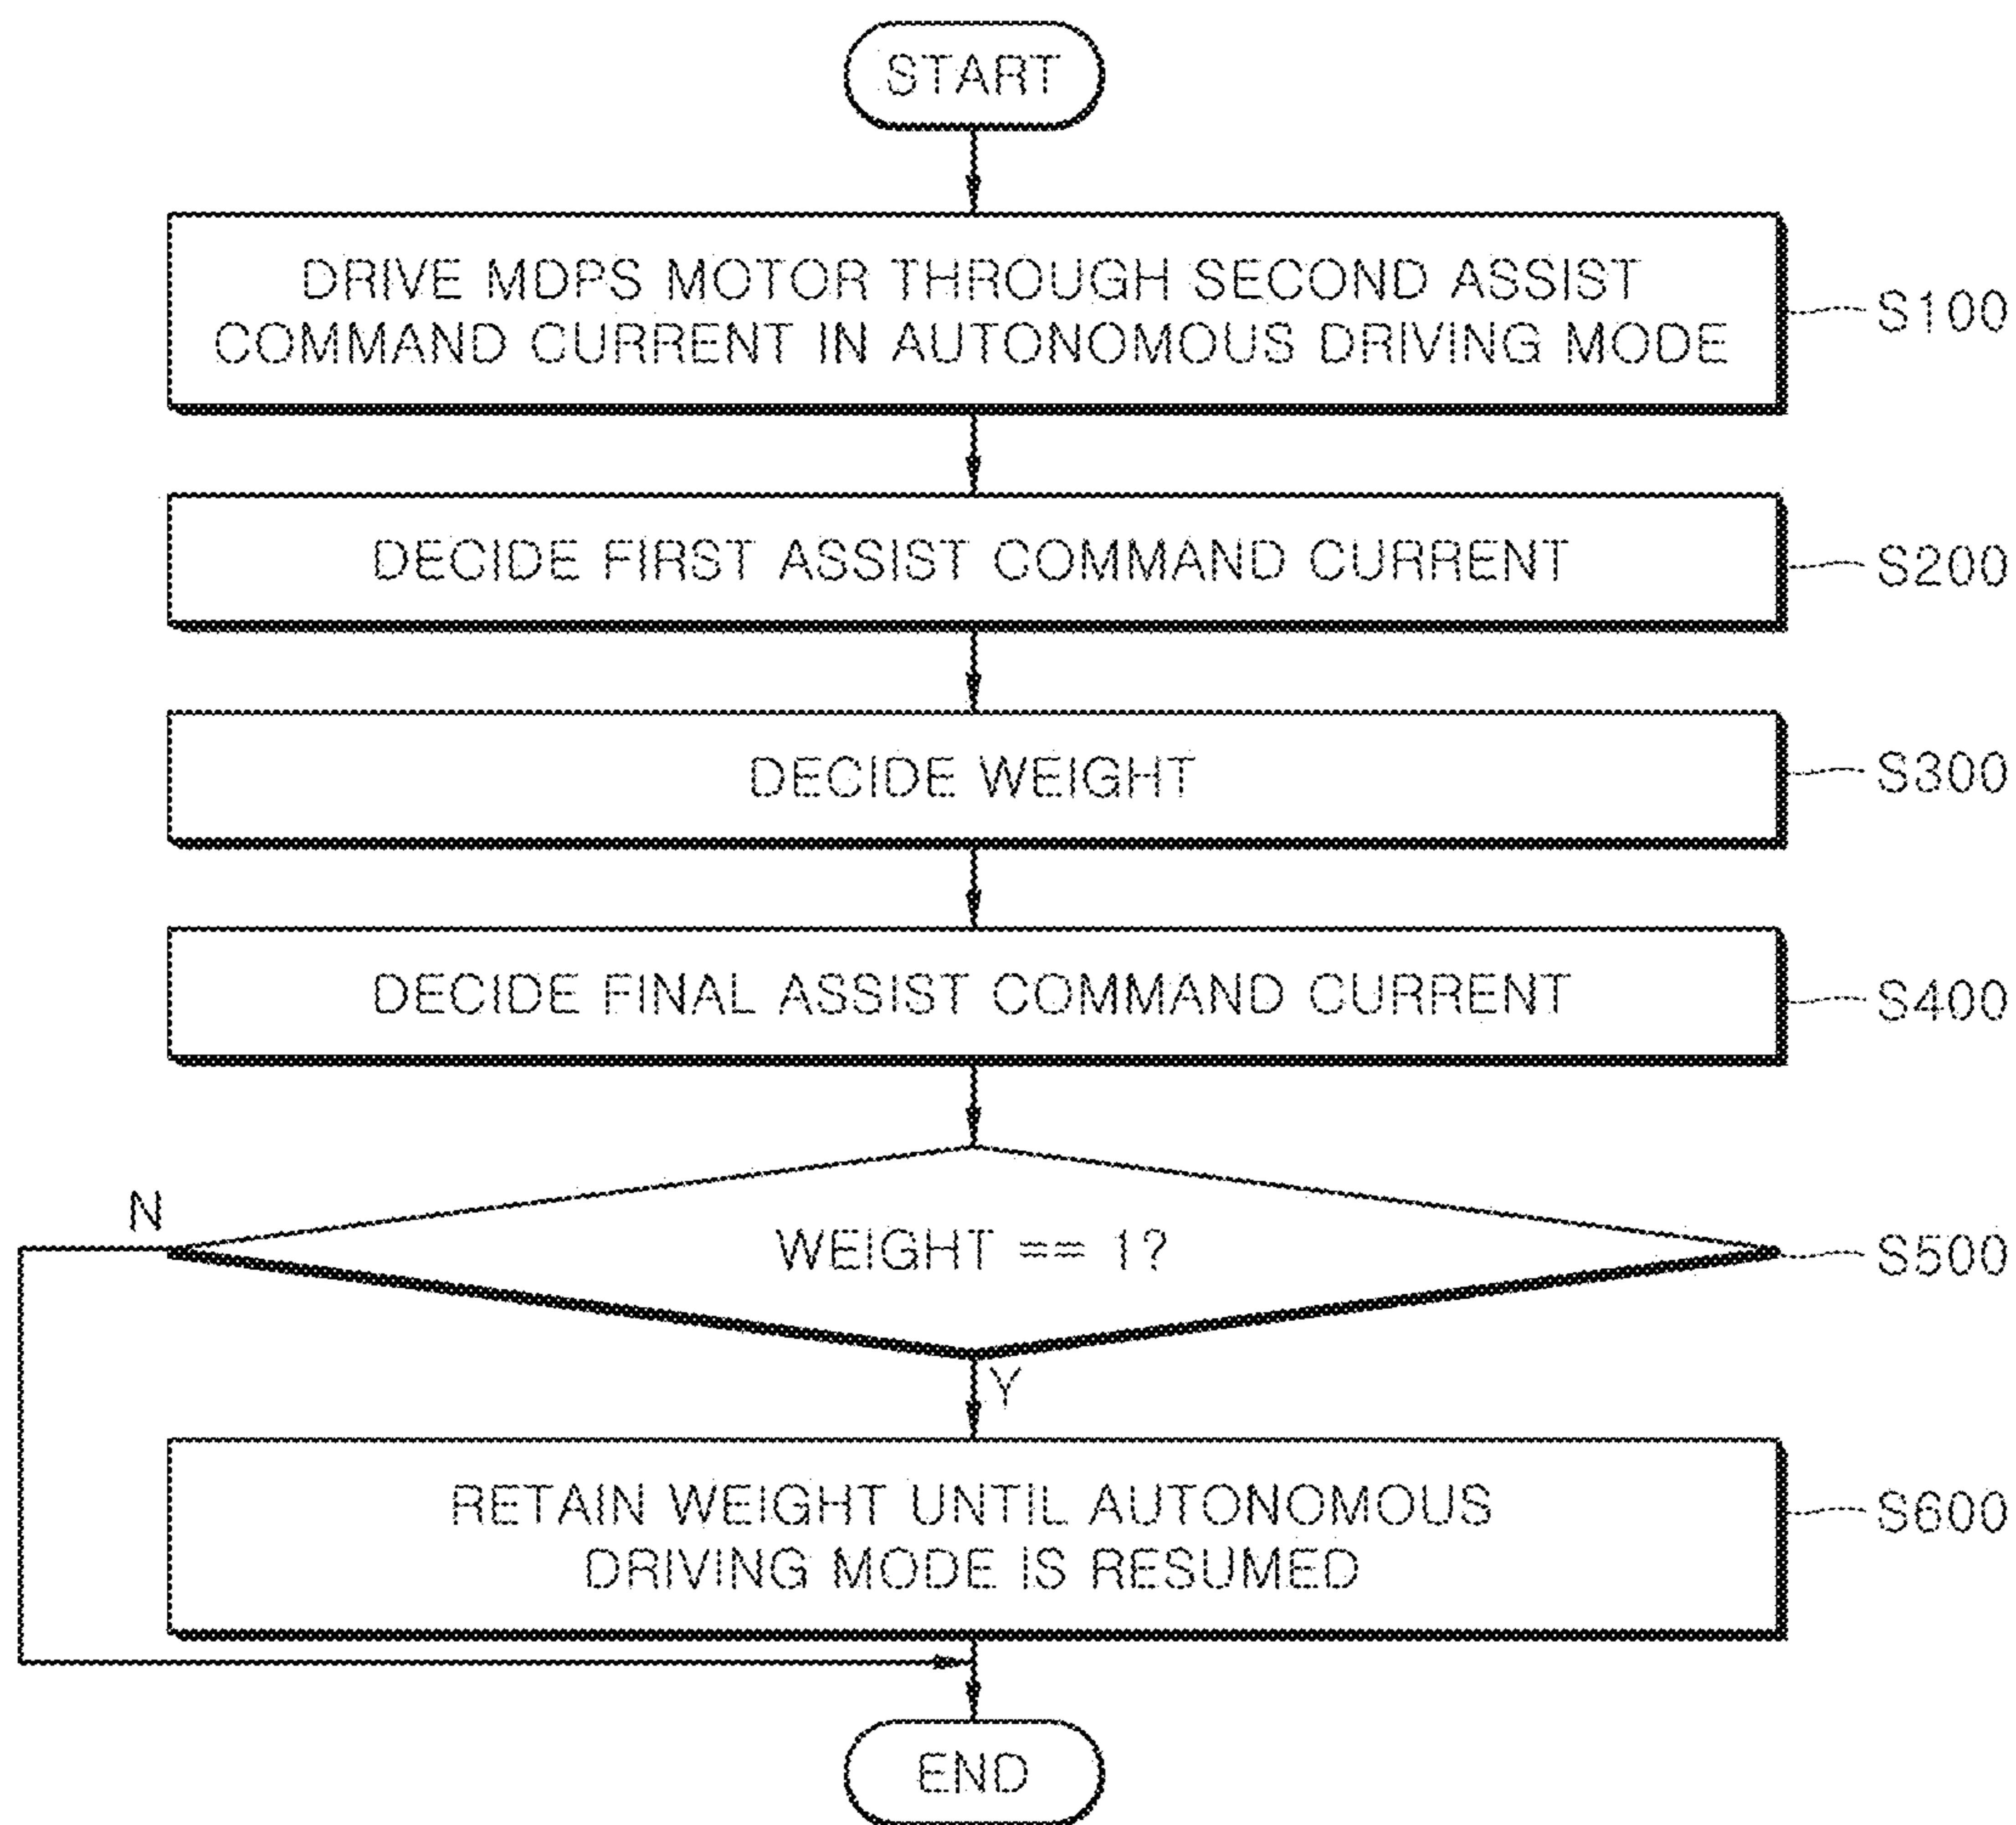 START
DRIVE MDPS MOTOR THROUGH SECOND ASSIST
COMMAND CURRENT IN AUTONOMOUS DRIVING MODE
S100
DECIDE FIRST ASSIST COMMAND CURRENT
S200
DECIDE WEIGHT
S300
DECIDE FINAL ASSIST COMMAND CURRENT
S400
N
WEIGHT == 1?
S500
Y
RETAIN WEIGHT UNTIL AUTONOMOUS
DRIVING MODE IS RESUMED
S600
END